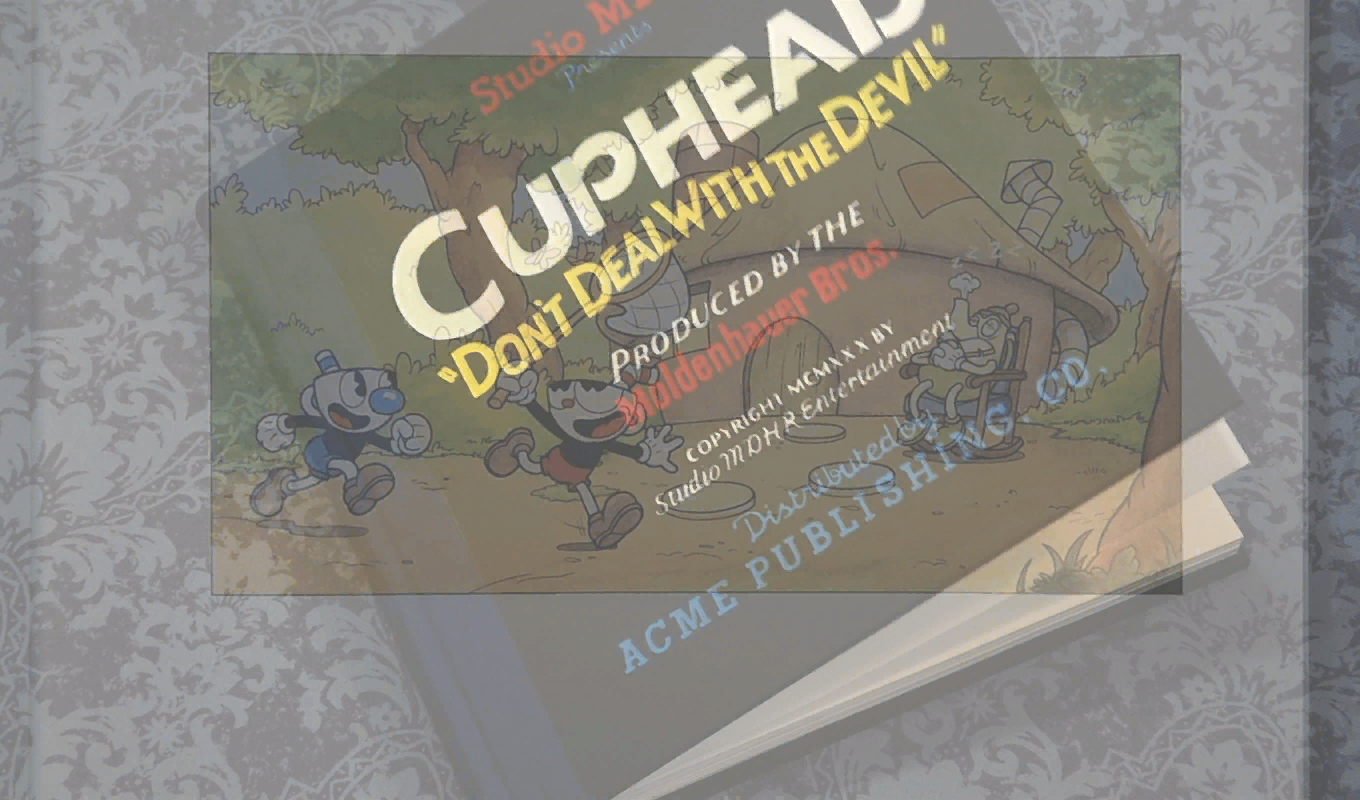 Studio M
Presents
CUPHEAD
"DON'T DEAL WITH THE DEVIL"
PRODUCED BY THE
Moldenhauer Bros.
COPYRIGHT MCMXXX BY
Studio MDHR Entertainment
Distributed by
ACME PUBLISHING. CO.
z z z z